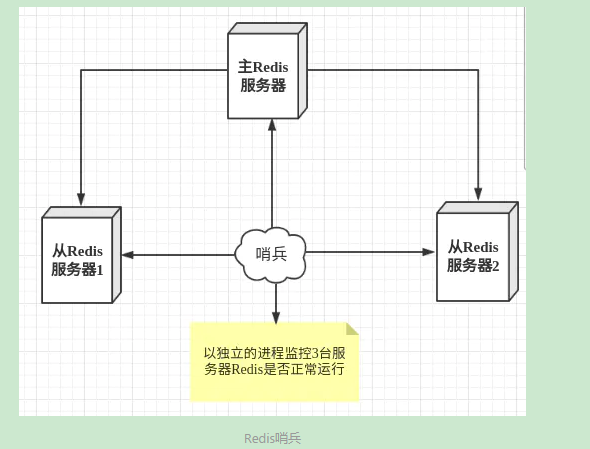 主Redis
服务器
从Redis
服务器1
哨兵
从Redis
服务器2
以独立的进程监控3台服
务器Redis是否正常运行
Redis哨兵